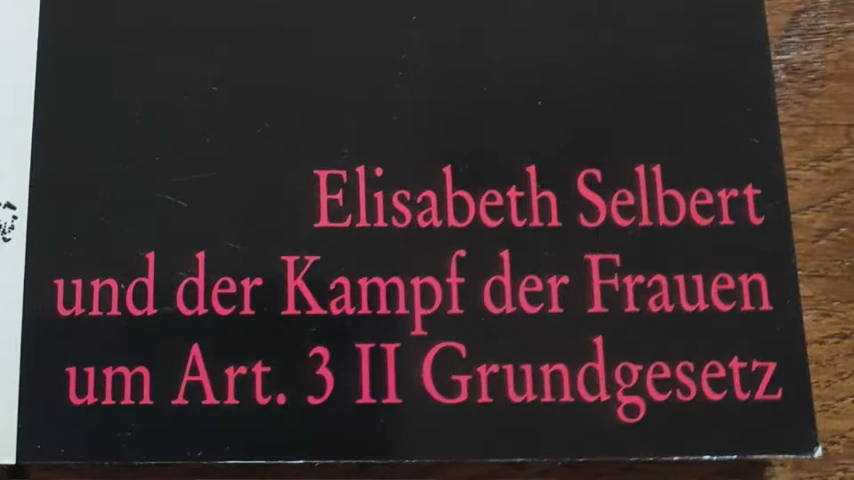 Elisabeth Selbert
und der Kampf der Frauen
um Art. 3 II Grundgesetz